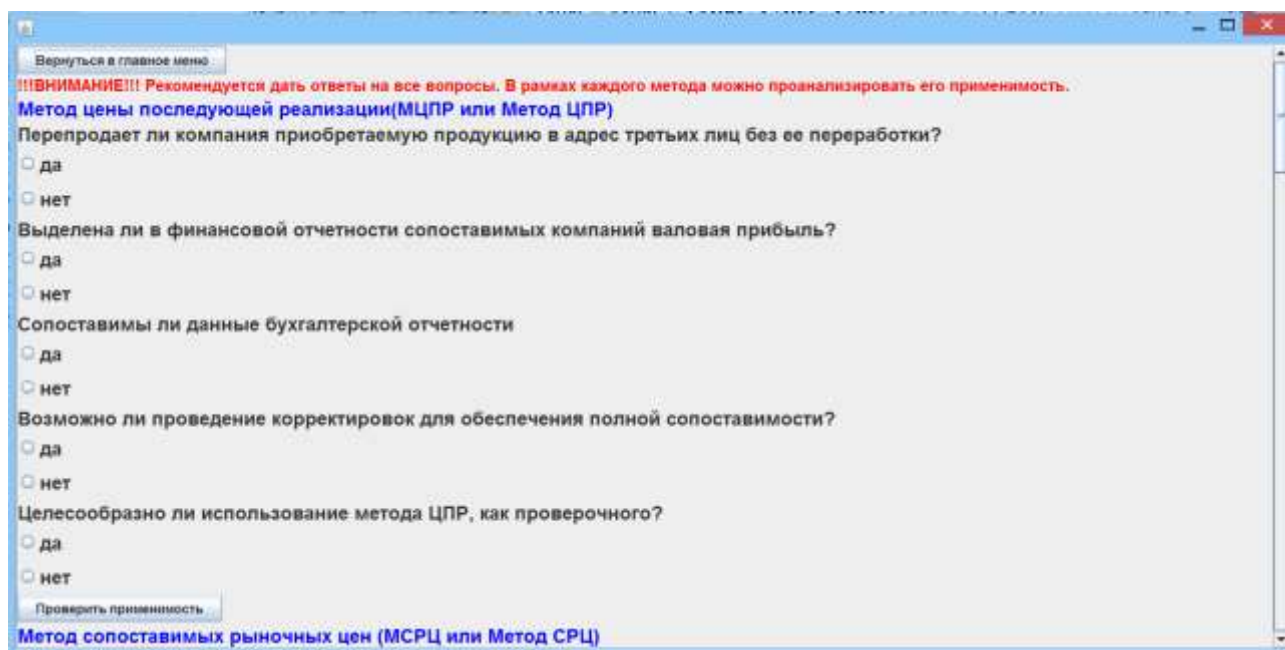 Вернуться в главное меню
!!!ВНИМАНИЕ!!! Рекомендуется дать ответы на все вопросы. В рамках каждого метода можно проанализировать его применимость.
Метод цены последующей реализации(МЦПР или Метод ЦПР)
Перепродает ли компания приобретаемую продукцию в адрес третьих лиц без ее переработки?
да
нет
Выделена ли в финансовой отчетности сопоставимых компаний валовая прибыль?
да
нет
Сопоставимы ли данные бухгалтерской отчетности
да
нет
Возможно ли проведение корректировок для обеспечения полной сопоставимости?
да
нет
Целесообразно ли использование метода ЦПР, как проверочного?
да
нет
Проверить применимость
Метод сопоставимых рыночных цен (МСРЦ или Метод СРЦ)